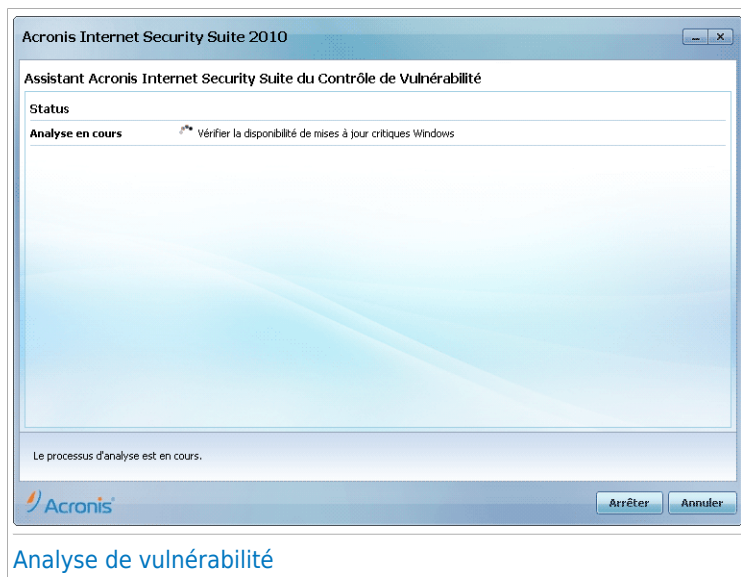 Acronis Internet Security Suite 2010
Assistant Acronis Internet Security Suite du Contrôle de Vulnérabilité
Status
Analyse en cours Vérifier la disponibilité de mises à jour critiques Windows
Le processus d'analyse est en cours.
Acronis
Arrêter Annuler
Analyse de vulnérabilité